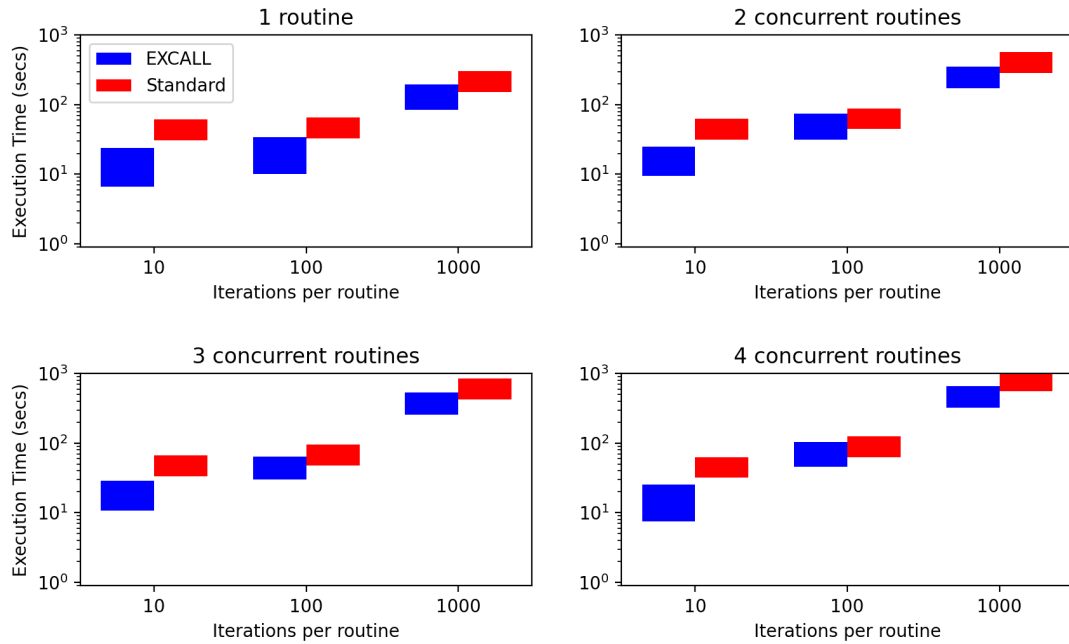 1 routine
2 concurrent routines
EXCALL
Standard
Execution Time (secs)
10³
10²
10¹
10⁰
10 100 1000
Iterations per routine
10³
10²
10¹
10⁰
10 100 1000
Iterations per routine
3 concurrent routines
4 concurrent routines
Execution Time (secs)
10³
10²
10¹
10⁰
10 100 1000
Iterations per routine
10³
10²
10¹
10⁰
10 100 1000
Iterations per routine